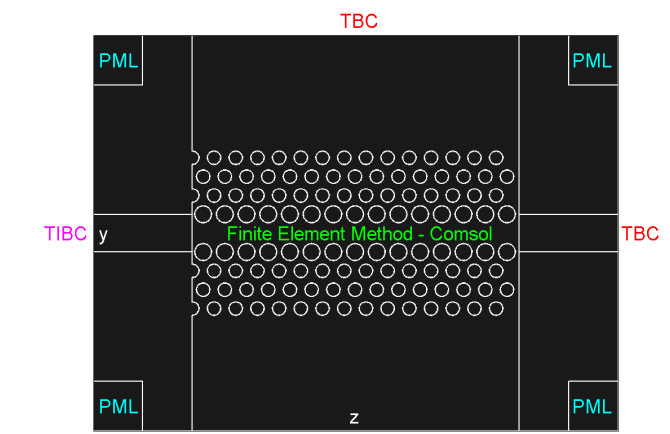 TBC
PML PML
Finite Element Method - Comsol
TIBC y TBC
PML PML
z